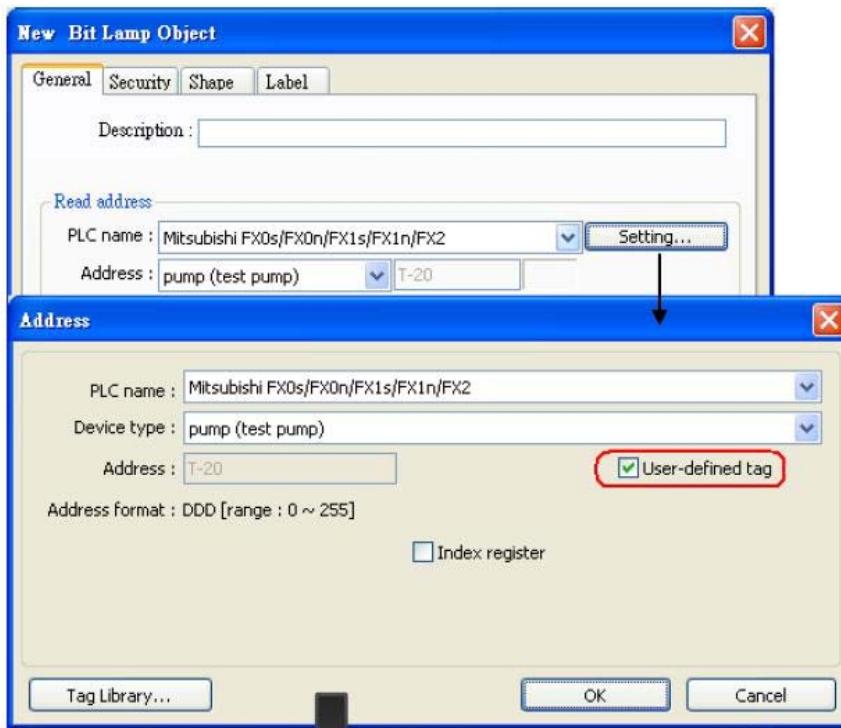 New Bit Lamp Object
General Security Shape Label
Description :
Read address
PLC name : Mitsubishi FX0s/FX0n/FX1s/FX1n/FX2 Setting...
Address : pump (test pump) T-20
Address
PLC name : Mitsubishi FX0s/FX0n/FX1s/FX1n/FX2
Device type : pump (test pump)
Address : T-20 User-defined tag
Address format : DDD [range : 0 ~ 255]
Index register
Tag Library... OK Cancel